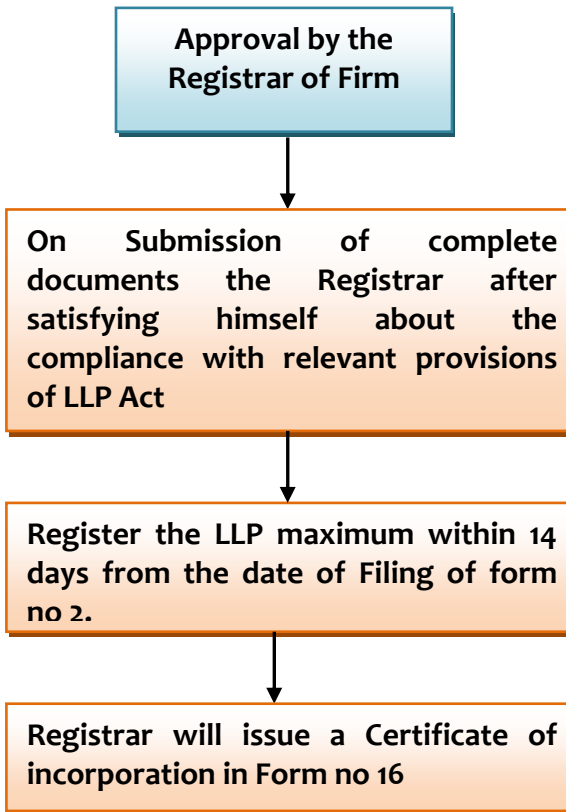 Approval by the
Registrar of Firm
On Submission of complete
documents the Registrar after
satisfying himself about the
compliance with relevant provisions
of LLP Act
Register the LLP maximum within 14
days from the date of Filing of form
no 2.
Registrar will issue a Certificate of
incorporation in Form no 16